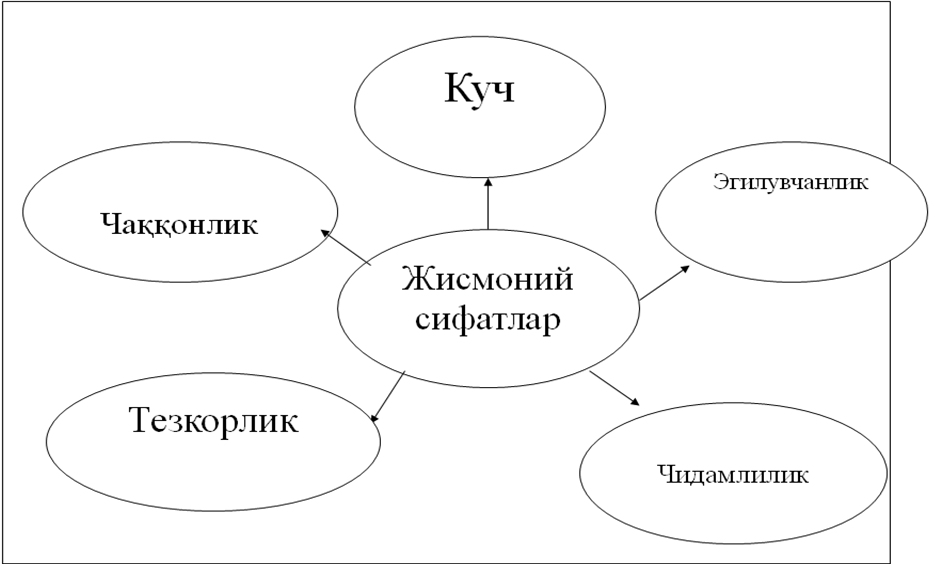 Куч
Эгилувчанлик
Чаққонлик
Жисмоний
сифатлар
Тезкорлик
Чидамлилик